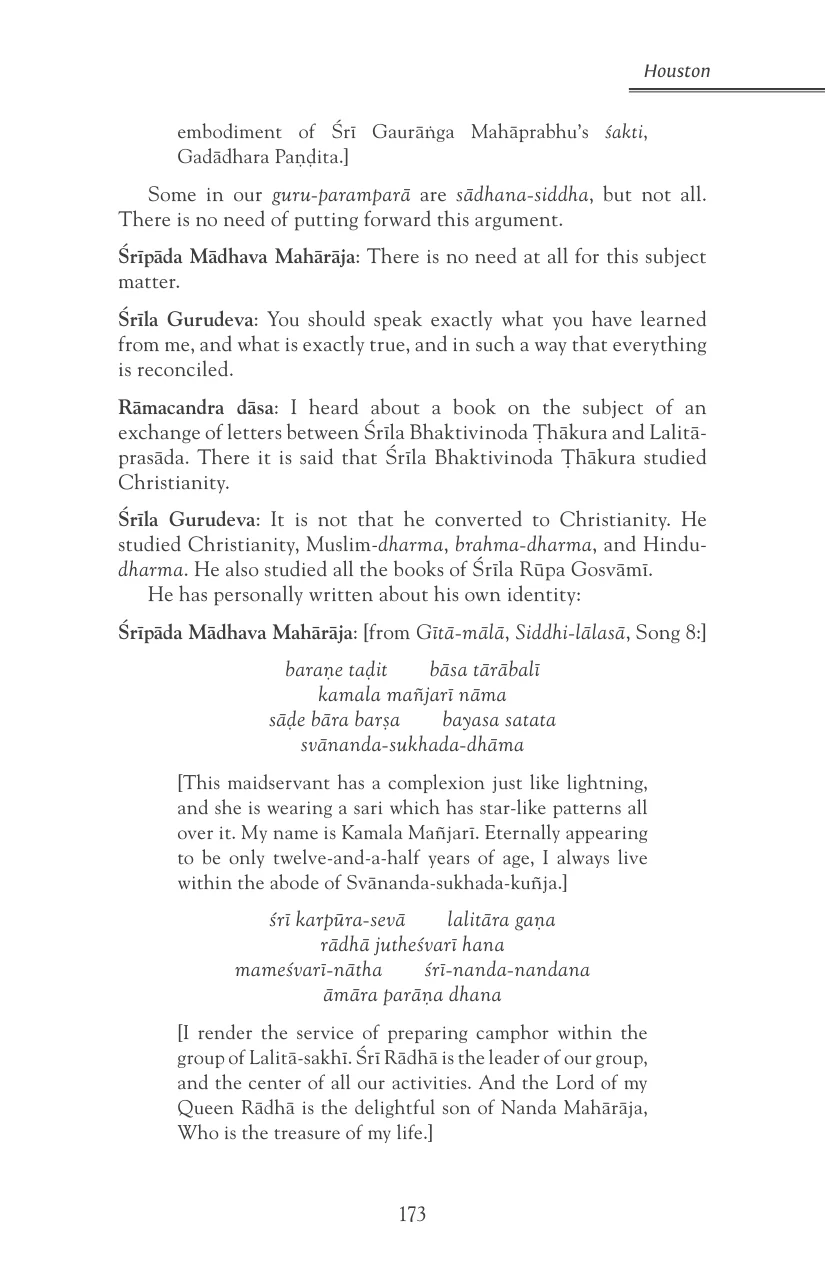 Houston
embodiment of Śrī Gaurāṅga Mahāprabhu’s śakti,
Gadādhara Paṇḍita.]
Some in our guru-paramparā are sādhana-siddha, but not all.
There is no need of putting forward this argument.
Śrīpāda Mādhava Mahārāja: There is no need at all for this subject
matter.
Śrīla Gurudeva: You should speak exactly what you have learned
from me, and what is exactly true, and in such a way that everything
is reconciled.
Rāmacandra dāsa: I heard about a book on the subject of an
exchange of letters between Śrīla Bhaktivinoda Ṭhākura and Lalitā-
prasāda. There it is said that Śrīla Bhaktivinoda Ṭhākura studied
Christianity.
Śrīla Gurudeva: It is not that he converted to Christianity. He
studied Christianity, Muslim-dharma, brahma-dharma, and Hindu-
dharma. He also studied all the books of Śrīla Rūpa Gosvāmī.
He has personally written about his own identity:
Śrīpāda Mādhava Mahārāja: [from Gītā-mālā, Siddhi-lālasā, Song 8:]
baraṇe taḍit bāsa tārābalī
kamala mañjarī nāma
sāḍe bāra barṣa bayasa satata
svānanda-sukhada-dhāma
[This maidservant has a complexion just like lightning,
and she is wearing a sari which has star-like patterns all
over it. My name is Kamala Mañjarī. Eternally appearing
to be only twelve-and-a-half years of age, I always live
within the abode of Svānanda-sukhada-kuñja.]
śrī karpūra-sevā lalitāra gaṇa
rādhā jutheśvarī hana
mameśvarī-nātha śrī-nanda-nandana
āmāra parāṇa dhana
[I render the service of preparing camphor within the
group of Lalitā-sakhī. Śrī Rādhā is the leader of our group,
and the center of all our activities. And the Lord of my
Queen Rādhā is the delightful son of Nanda Mahārāja,
Who is the treasure of my life.]
173